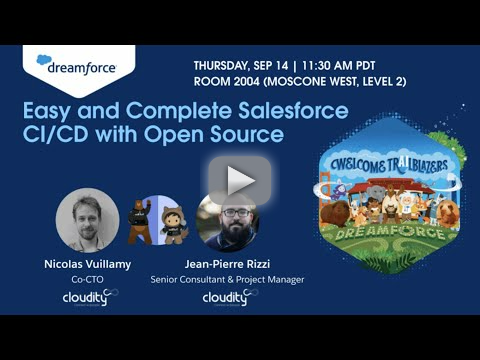 dreamforce
THURSDAY, SEP 14 | 11:30 AM PDT
ROOM 2004 (MOSCONE WEST, LEVEL 2)
Easy and Complete Salesforce
CI/CD with Open Source
WELCOME TRAILBLAZERS
DREAMFORCE
Nicolas Vuillamy
Co-CTO
cloudity
Jean-Pierre Rizzi
Senior Consultant & Project Manager
cloudity